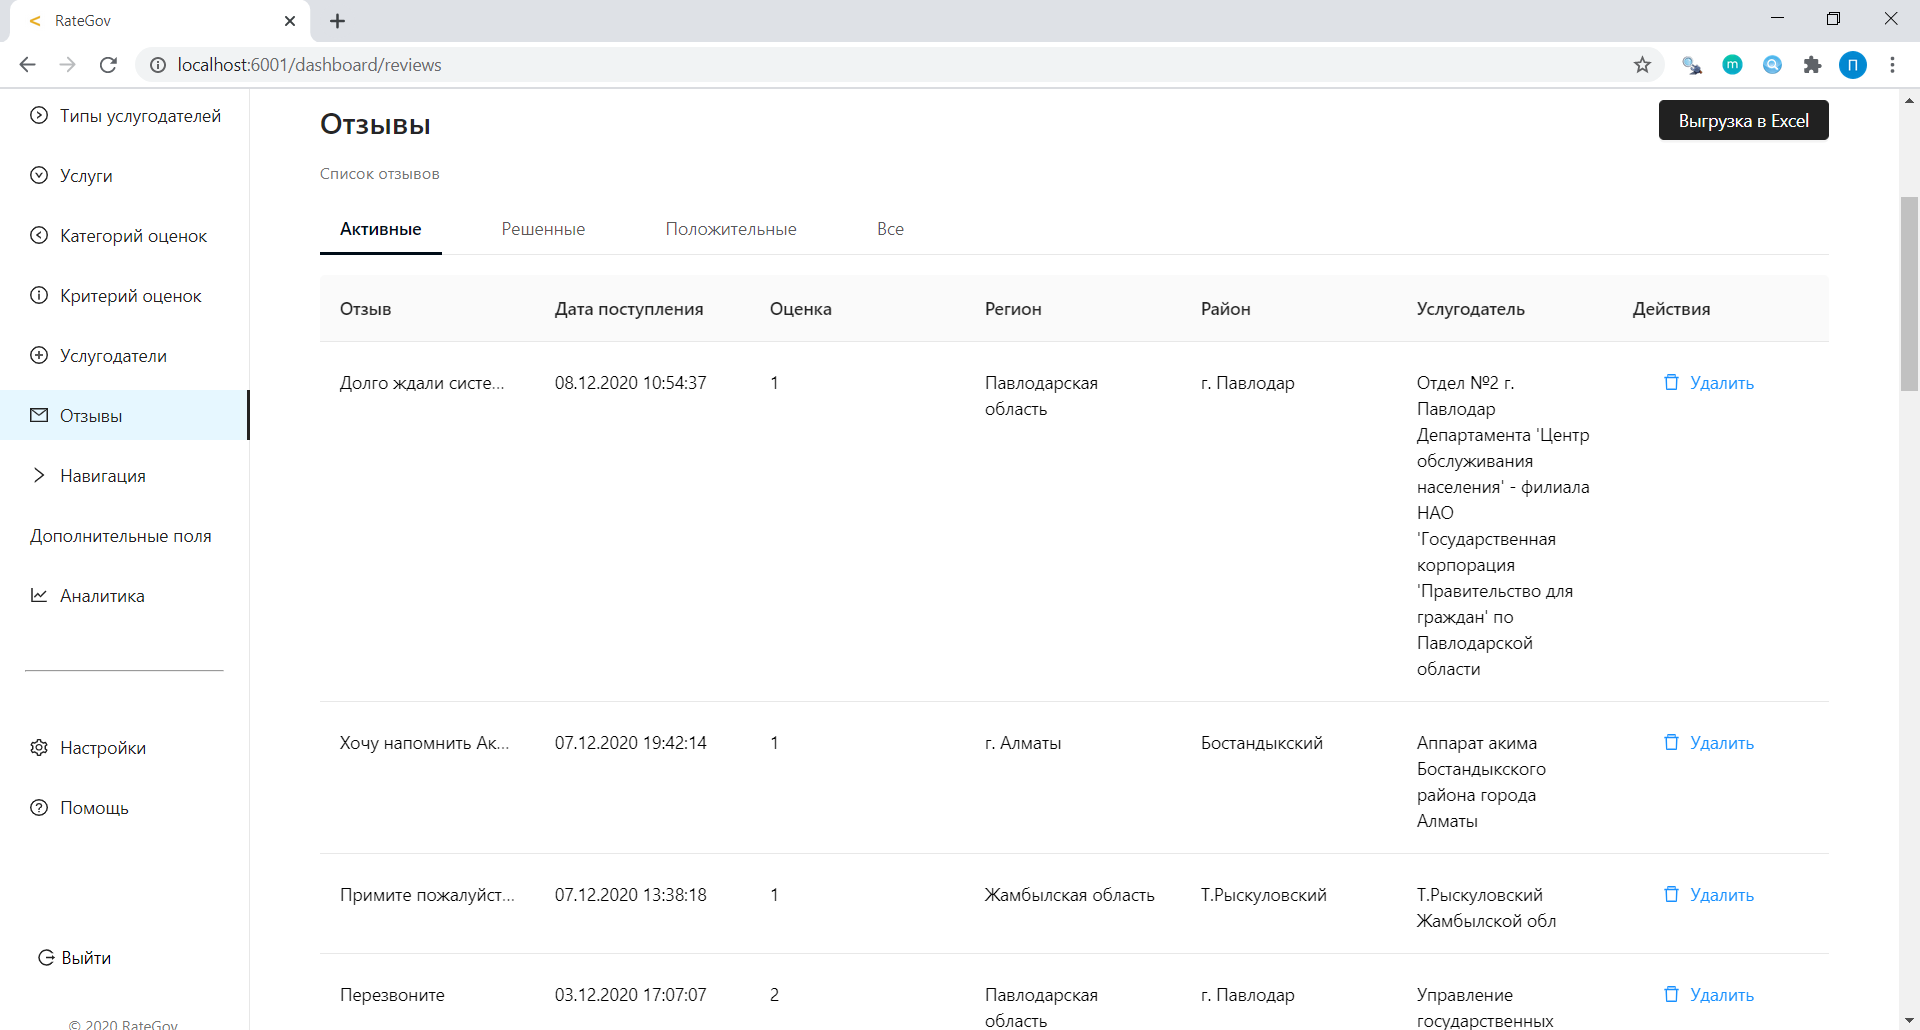 RateGov
localhost:6001/dashboard/reviews
m
П
Типы услугодателей
Услуги
Категорий оценок
Критерий оценок
Услугодатели
Отзывы
Навигация
Дополнительные поля
Аналитика
Настройки
Помощь
Выйти
© 2020 RateGov
Отзывы
Выгрузка в Excel
Список отзывов
Активные Решенные Положительные Все
Отзыв Дата поступления Оценка Регион Район Услугодатель Действия
Долго ждали систе... 08.12.2020 10:54:37 1 Павлодарская г. Павлодар Отдел №2 г. Удалить
область Павлодар
Департамента 'Центр
обслуживания
населения' - филиала
НАО
'Государственная
корпорация
'Правительство для
граждан' по
Павлодарской
области
Хочу напомнить Ак... 07.12.2020 19:42:14 1 г. Алматы Бостандыкский Аппарат акима Удалить
Бостандыкского
района города
Алматы
Примите пожалуйст... 07.12.2020 13:38:18 1 Жамбылская область Т.Рыскуловский Т.Рыскуловский Удалить
Жамбылской обл
Перезвоните 03.12.2020 17:07:07 2 Павлодарская г. Павлодар Управление Удалить
область государственных